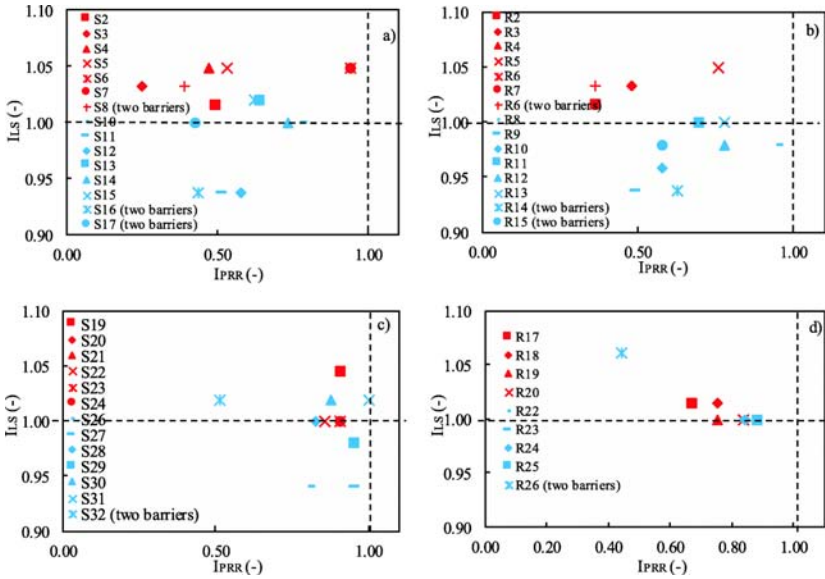 1.10
1.05
1.00
0.95
0.90
ILS (-)
S2
S3
S4
S5
S6
S7
S8 (two barriers)
S10
S11
S12
S13
S14
S15
S16 (two barriers)
S17 (two barriers)
a)
0.00 0.50 1.00
IPRR (-)
1.10
1.05
1.00
0.95
0.90
ILS (-)
R2
R3
R4
R5
R6
R7
R6 (two barriers)
R8
R9
R10
R11
R12
R13
R14 (two barriers)
R15 (two barriers)
b)
0.00 0.50 1.00
IPRR (-)
1.10
1.05
1.00
0.95
0.90
ILS (-)
S19
S20
S21
S22
S23
S24
S26
S27
S28
S29
S30
S31
S32 (two barriers)
c)
0.00 0.50 1.00
IPRR (-)
1.10
1.05
1.00
0.95
0.90
ILS (-)
R17
R18
R19
R20
R22
R23
R24
R25
R26 (two barriers)
d)
0.00 0.20 0.40 0.60 0.80 1.00
IPRR (-)